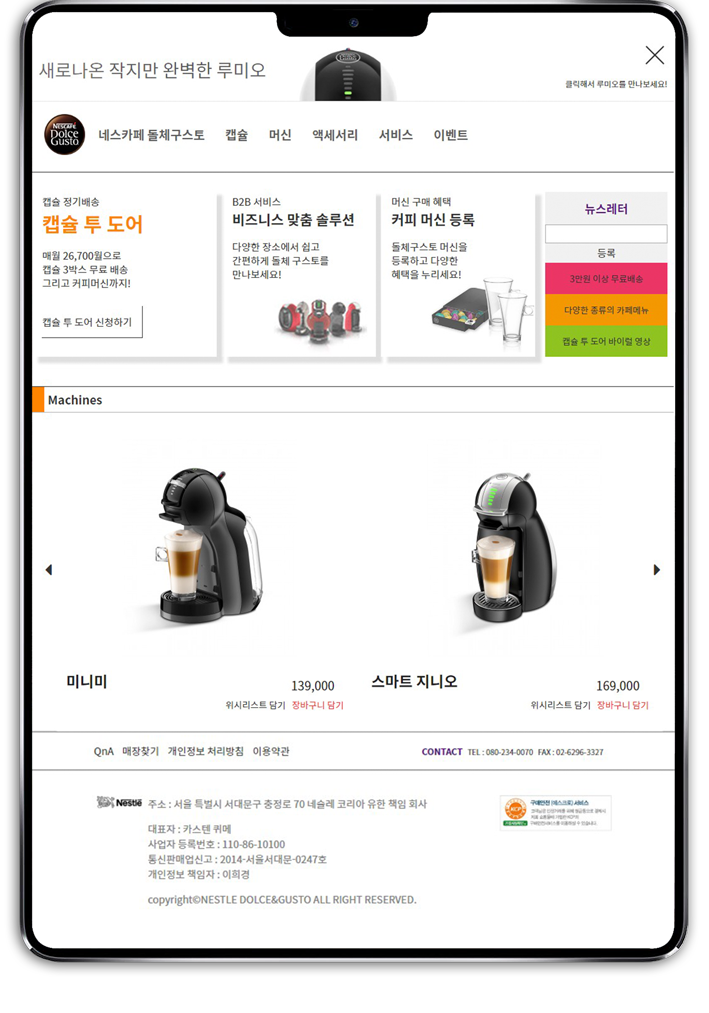 새로나온 작지만 완벽한 루미오
클릭해서 루미오를 만나보세요!
NESCAFÉ
Dolce
Gusto
네스카페 돌체구스토 캡슐 머신 액세서리 서비스 이벤트
캡슐 정기배송
캡슐 투 도어
매월 26,700월으로
캡슐 3박스 무료 배송
그리고 커피머신까지!
캡슐 투 도어 신청하기
B2B 서비스
비즈니스 맞춤 솔루션
다양한 장소에서 쉽고
간편하게 돌체 구스토를
만나보세요!
머신 구매 혜택
커피 머신 등록
돌체구스토 머신을
등록하고 다양한
혜택을 누리세요!
뉴스레터
등록
3만원 이상 무료배송
다양한 종류의 카페메뉴
캡슐 투 도어 바이럴 영상
Machines
미니미
139,000
위시리스트 담기 장바구니 담기
스마트 지니오
169,000
위시리스트 담기 장바구니 담기
QnA 매장찾기 개인정보 처리방침 이용약관
CONTACT TEL : 080-234-0070 FAX : 02-6296-3327
Nestlé 주소 : 서울 특별시 서대문구 충정로 70 네슬레 코리아 유한 책임 회사
대표자 : 카스텐 퀴메
사업자 등록번호 : 110-86-10100
통신판매업신고 : 2014-서울서대문-0247호
개인정보 책임자 : 이희경
copyright©NESTLE DOLCE&GUSTO ALL RIGHT RESERVED.
KCP
구매안전 (에스크로) 서비스